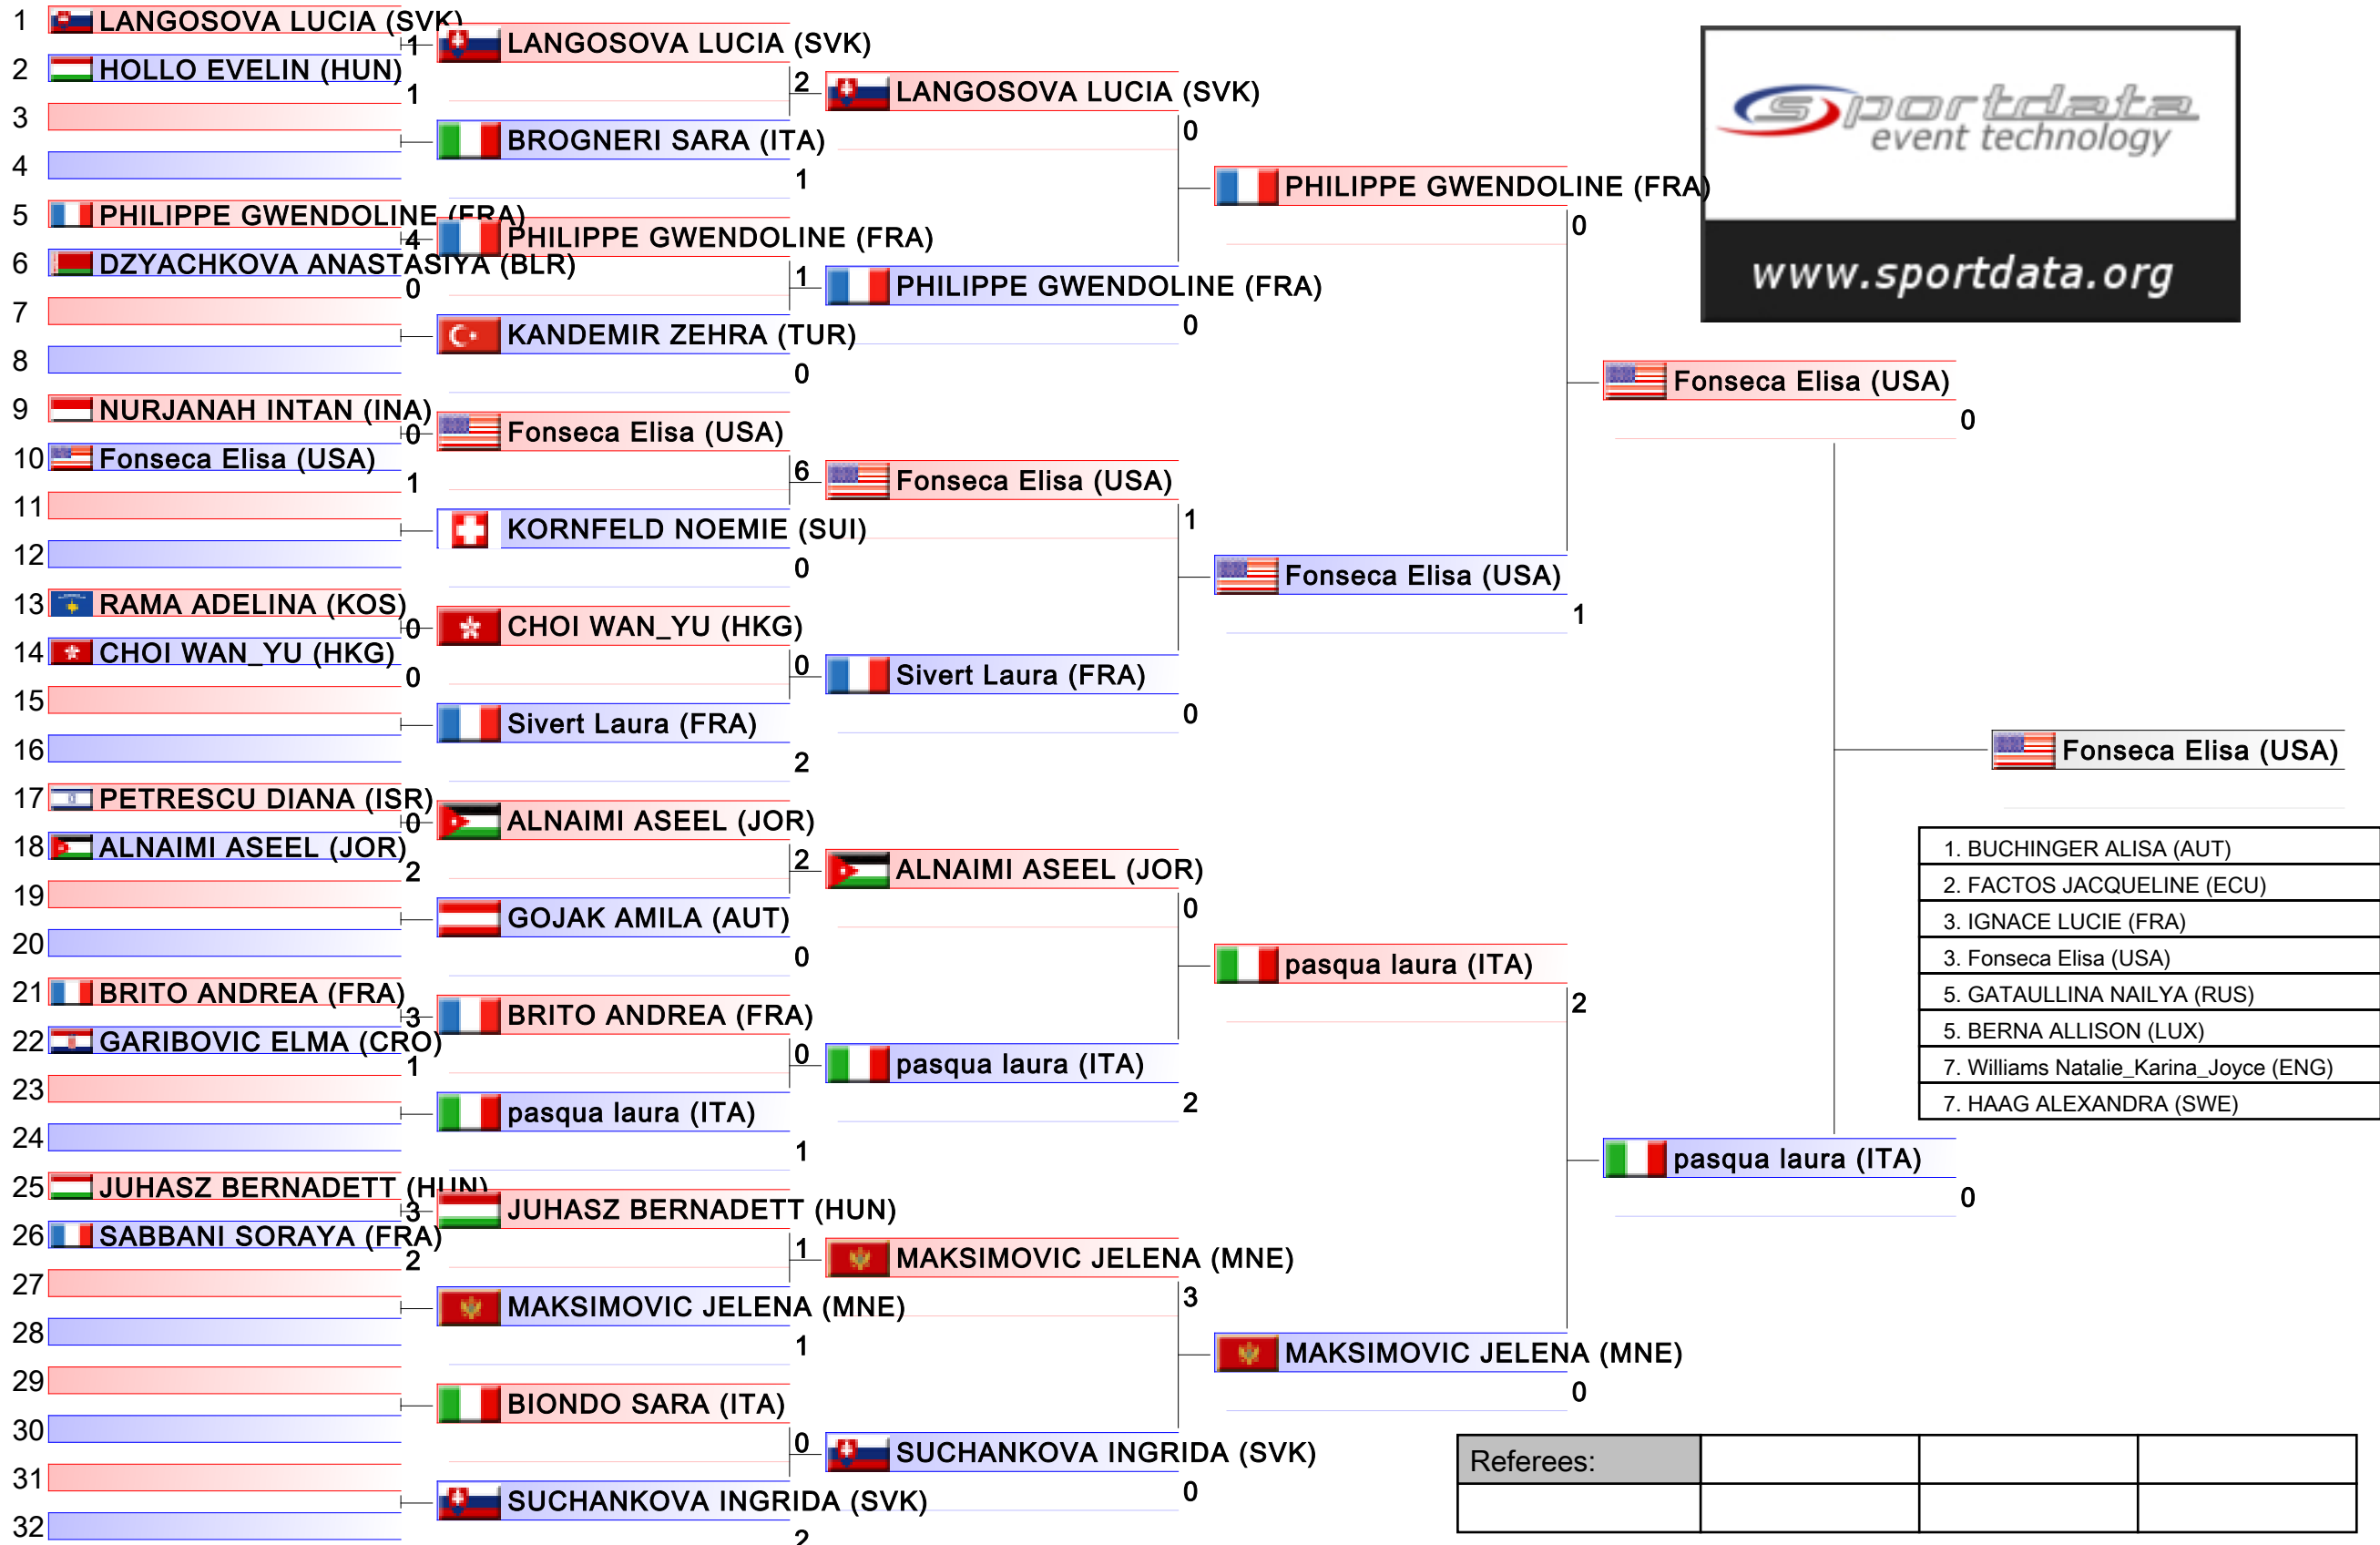 1 LANGOSOVA LUCIA (SVK)
1
2 HOLLO EVELIN (HUN)
1
3
4
5 PHILIPPE GWENDOLINE (FRA)
4
6 DZYACHKOVA ANASTASIYA (BLR)
0
7
8
9 NURJANAH INTAN (INA)
0
10 Fonseca Elisa (USA)
1
11
12
13 RAMA ADELINA (KOS)
0
14 CHOI WAN_YU (HKG)
0
15
16
17 PETRESCU DIANA (ISR)
0
18 ALNAIMI ASEEL (JOR)
2
19
20
21 BRITO ANDREA (FRA)
3
22 GARIBOVIC ELMA (CRO)
1
23
24
25 JUHASZ BERNADETT (HUN)
3
26 SABBANI SORAYA (FRA)
2
27
28
29
30
31
32
LANGOSOVA LUCIA (SVK)
2
BROGNERI SARA (ITA)
1
PHILIPPE GWENDOLINE (FRA)
1
KANDEMIR ZEHRA (TUR)
0
Fonseca Elisa (USA)
6
KORNFELD NOEMIE (SUI)
0
CHOI WAN_YU (HKG)
0
Sivert Laura (FRA)
2
ALNAIMI ASEEL (JOR)
2
GOJAK AMILA (AUT)
0
BRITO ANDREA (FRA)
0
pasqua laura (ITA)
1
JUHASZ BERNADETT (HUN)
1
MAKSIMOVIC JELENA (MNE)
1
BIONDO SARA (ITA)
0
SUCHANKOVA INGRIDA (SVK)
2
LANGOSOVA LUCIA (SVK)
0
PHILIPPE GWENDOLINE (FRA)
0
Fonseca Elisa (USA)
1
Sivert Laura (FRA)
0
ALNAIMI ASEEL (JOR)
0
pasqua laura (ITA)
2
MAKSIMOVIC JELENA (MNE)
3
SUCHANKOVA INGRIDA (SVK)
0
PHILIPPE GWENDOLINE (FRA)
0
Fonseca Elisa (USA)
1
pasqua laura (ITA)
2
MAKSIMOVIC JELENA (MNE)
0
Fonseca Elisa (USA)
0
pasqua laura (ITA)
0
Fonseca Elisa (USA)
sportdata
event technology
www.sportdata.org
1. BUCHINGER ALISA (AUT)
2. FACTOS JACQUELINE (ECU)
3. IGNACE LUCIE (FRA)
3. Fonseca Elisa (USA)
5. GATAULLINA NAILYA (RUS)
5. BERNA ALLISON (LUX)
7. Williams Natalie_Karina_Joyce (ENG)
7. HAAG ALEXANDRA (SWE)
Referees: